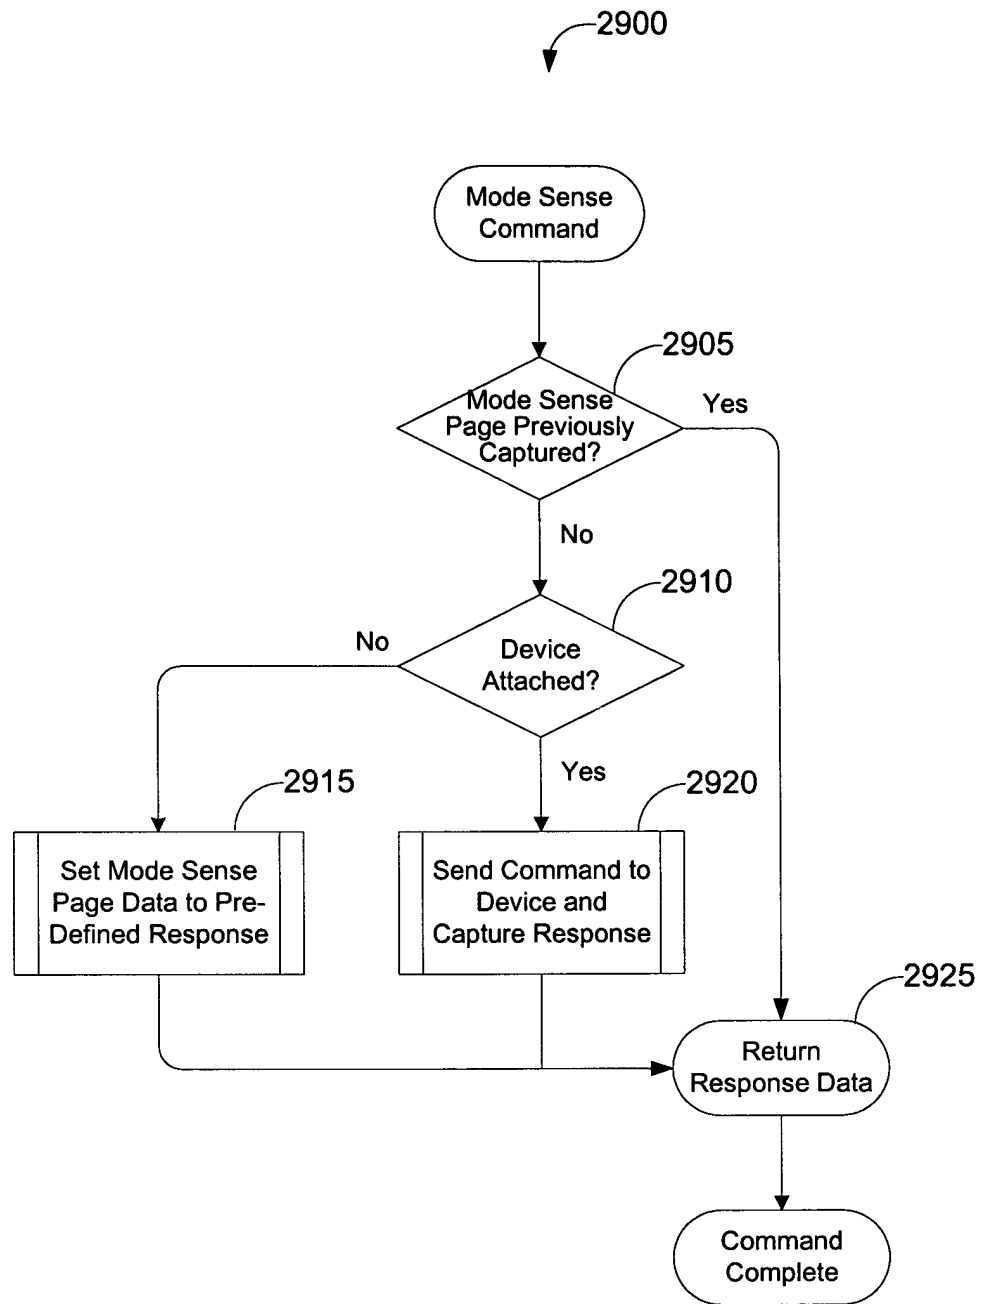 2900
Mode Sense
Command
2905
Mode Sense
Page Previously
Captured?
Yes
No
2910
Device
Attached?
No
Yes
2915
Set Mode Sense
Page Data to Pre-
Defined Response
2920
Send Command to
Device and
Capture Response
2925
Return
Response Data
Command
Complete